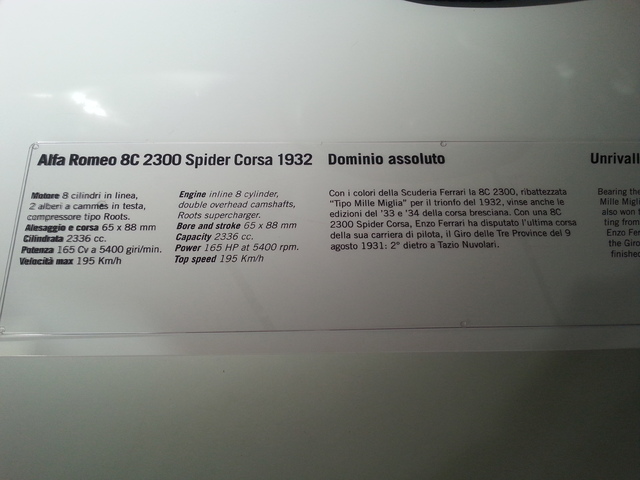 Alfa Romeo 8C 2300 Spider Corsa 1932
Motore 8 cilindri in linea,
2 alberi a cammes in testa,
compressore tipo Roots.
Alesaggio e corsa 65 x 88 mm
Cilindrata 2336 cc.
Potenza 165 Cv a 5400 giri/min.
Velocità max 195 Km/h
Engine inline 8 cylinder,
double overhead camshafts,
Roots supercharger.
Bore and stroke 65 x 88 mm
Capacity 2336 cc.
Power 165 HP at 5400 rpm.
Top speed 195 Km/h
Dominio assoluto
Con i colori della Scuderia Ferrari la 8C 2300, ribattezzata
"Tipo Mille Miglia" per il trionfo del 1932, vinse anche le
edizioni del '33 e '34 della corsa bresciana. Con una 8C
2300 Spider Corsa, Enzo Ferrari ha disputato l'ultima corsa
della sua carriera di pilota, il Giro delle Tre Province del 9
agosto 1931: 2° dietro a Tazio Nuvolari.
Unrivall
Bearing the
Mille Migl
also won t
ting from
Enzo Fer
the Giro
finished